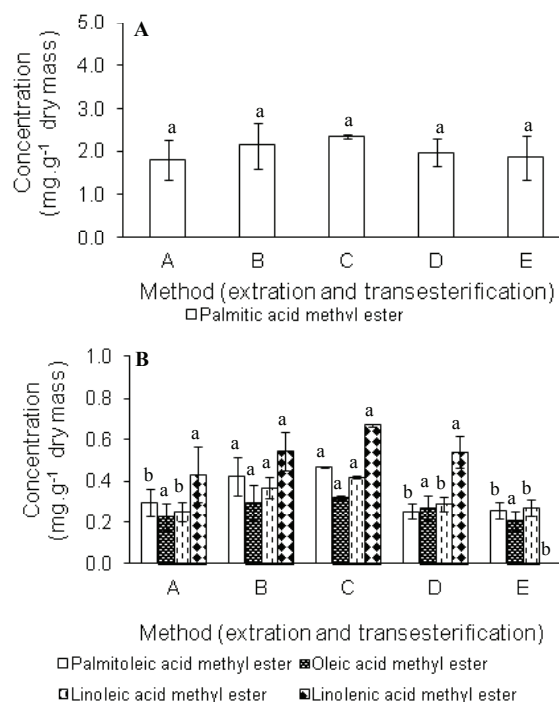 A
Concentration
(mg.g-1 dry mass)
5.0
4.0
3.0
2.0
1.0
0.0
a a a a a
A B C D E
Method (extration and transesterification)
Palmitic acid methyl ester
B
Concentration
(mg.g-1 dry mass)
1.0
0.8
0.6
0.4
0.2
0.0
b a b a a a a a a a a a b a b a b a b b
A B C D E
Method (extration and transesterification)
Palmitoleic acid methyl ester Oleic acid methyl ester
Linoleic acid methyl ester Linolenic acid methyl ester